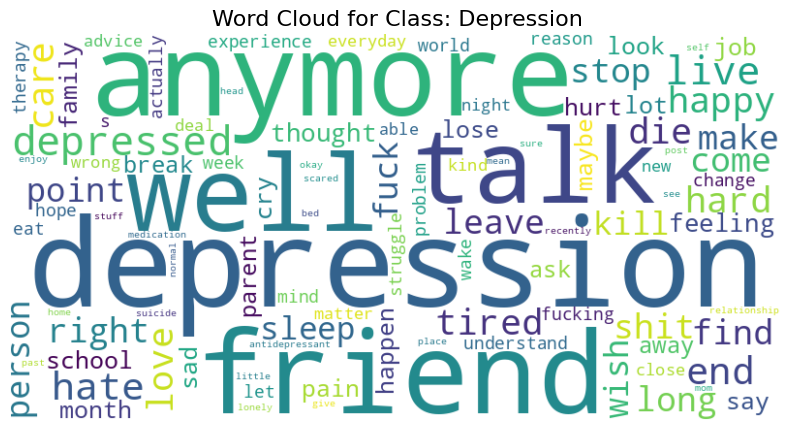 Word Cloud for Class: Depression
advice experience everyday world reason look self job
therapy care family actually anymore stop live
head night hurt lot happy
s deal thought able lose die make
depressed maybe
enjoy wrong break week okay sure kind mean new post come
point well cry scared fuck talk problem change hard
hope stuff bed leave see
eat medication recently kill feeling
depression
normal parent struggle wake ask
mind
home suicide matter fucking relationship
person right love sleep happen tired shit find
antidepressant place understand away
school sad friend wish
past hate little pain close end
let mom
month lonely give long say